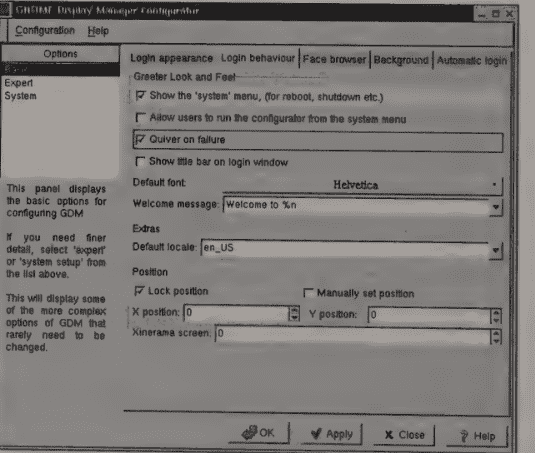 GNOME Display Manager Configurator
Configuration Help
Options
Expert
System
Login appearance Login behaviour Face browser Background Automatic login
Greeter Look and Feel
Show the 'system' menu, (for reboot, shutdown etc.)
Allow users to run the configurator from the system menu
Quiver on failure
Show title bar on login window
Default font: Helvetica
Welcome message: Welcome to %n
Extras
Default locale: en_US
Position
Lock position Manually set position
X position: 0 Y position: 0
Xinerama screen: 0
This panel displays
the basic options for
configuring GDM
If you need finer
detail, select 'expert'
or 'system setup' from
the list above.
This will display some
of the more complex
options of GDM that
rarely need to be
changed.
OK Apply Close Help